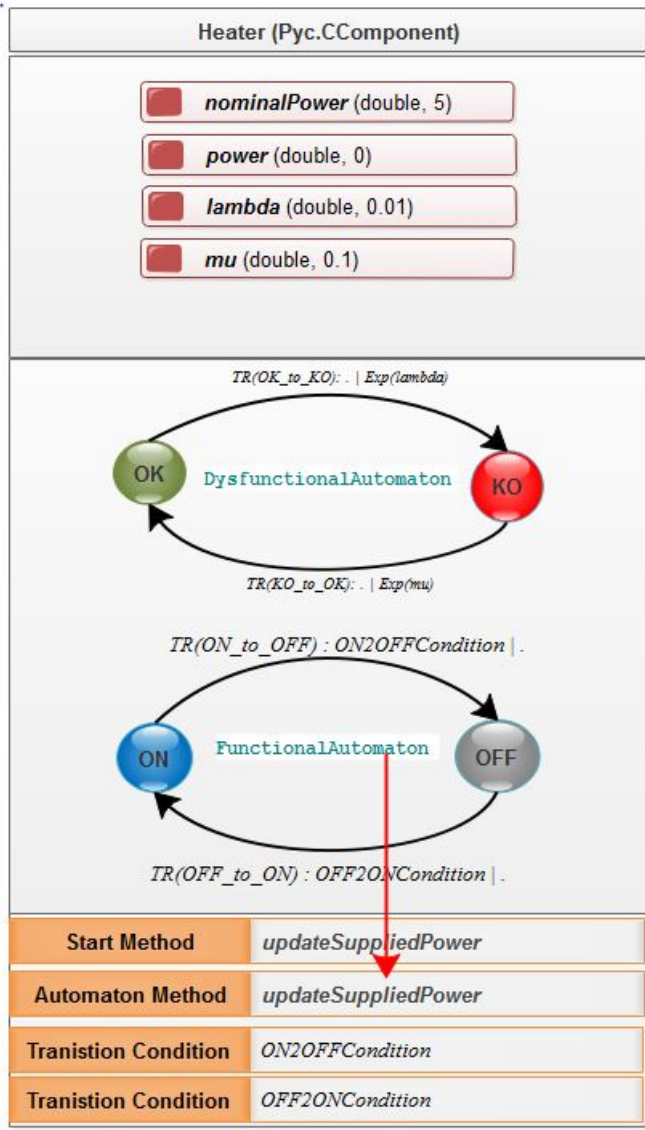 Heater (Pyc.CComponent)
nominalPower (double, 5)
power (double, 0)
lambda (double, 0.01)
mu (double, 0.1)
TR(OK_to_KO): . | Exp(lambda)
OK
DysfunctionalAutomaton
KO
TR(KO_to_OK): . | Exp(mu)
TR(ON_to_OFF) : ON2OFFCondition | .
ON
FunctionalAutomaton
OFF
TR(OFF_to_ON) : OFF2ONCondition | .
Start Method updateSuppliedPower
Automaton Method updateSuppliedPower
Tranistion Condition ON2OFFCondition
Tranistion Condition OFF2ONCondition